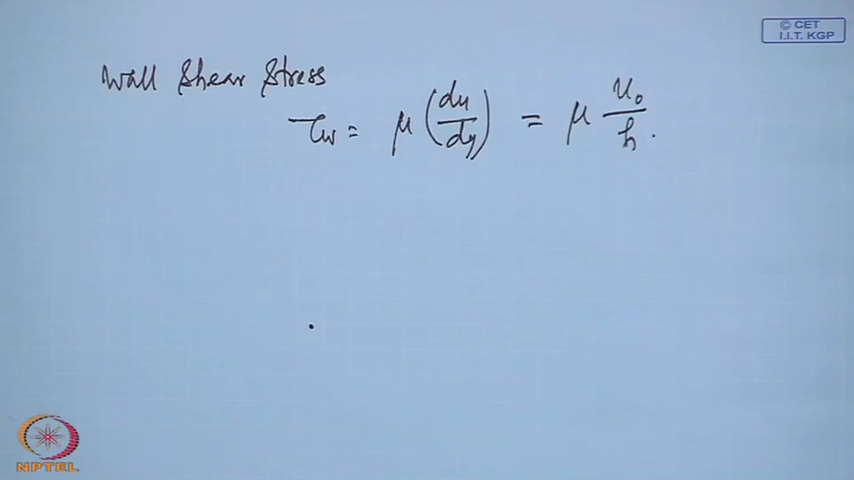 © CET
I.I.T. KGP
Wall Shear Stress
τw = μ (du/dy) = μ u₀/h.
NPTEL